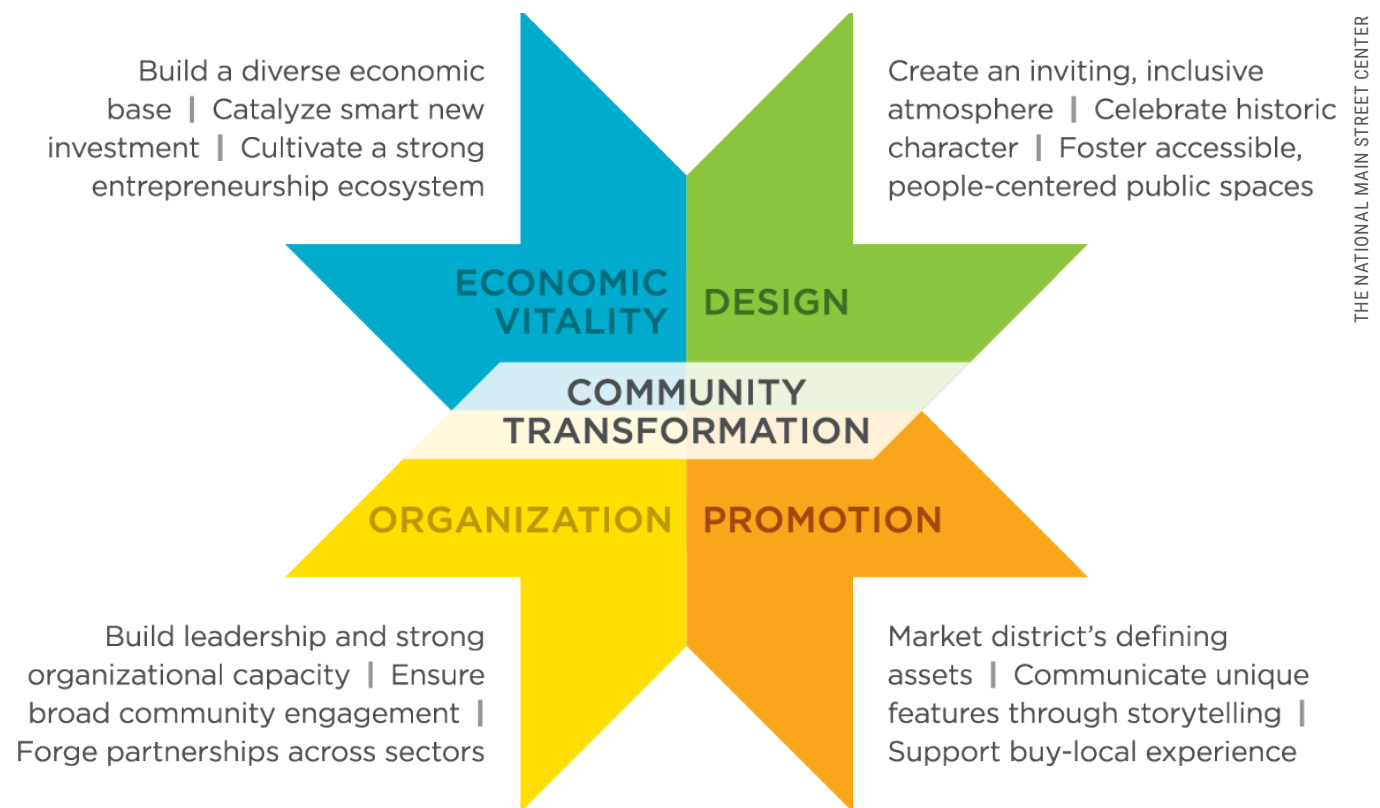 Build a diverse economic
base | Catalyze smart new
investment | Cultivate a strong
entrepreneurship ecosystem
Create an inviting, inclusive
atmosphere | Celebrate historic
character | Foster accessible,
people-centered public spaces
THE NATIONAL MAIN STREET CENTER
ECONOMIC
VITALITY
DESIGN
COMMUNITY
TRANSFORMATION
ORGANIZATION
PROMOTION
Build leadership and strong
organizational capacity | Ensure
broad community engagement |
Forge partnerships across sectors
Market district’s defining
assets | Communicate unique
features through storytelling |
Support buy-local experience